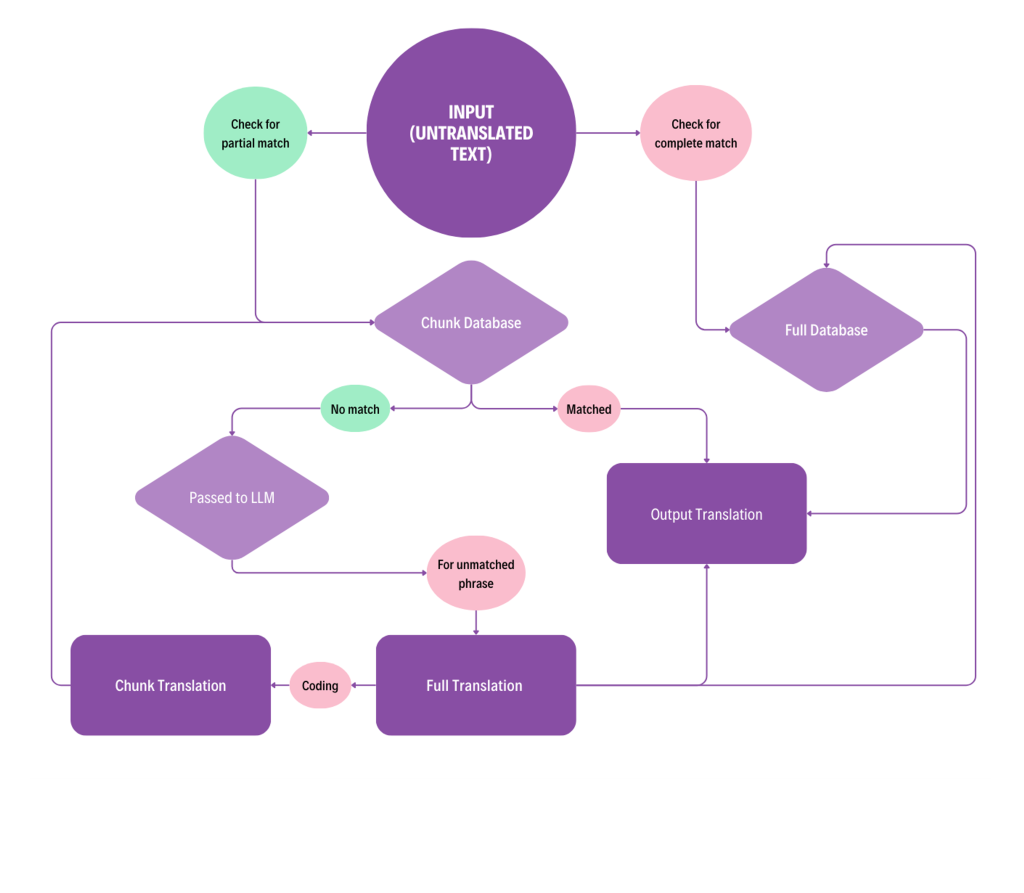 INPUT
(UNTRANSLATED
TEXT)
Check for
partial match
Check for
complete match
Chunk Database
Full Database
No match
Matched
Passed to LLM
Output Translation
For unmatched
phrase
Chunk Translation
Coding
Full Translation